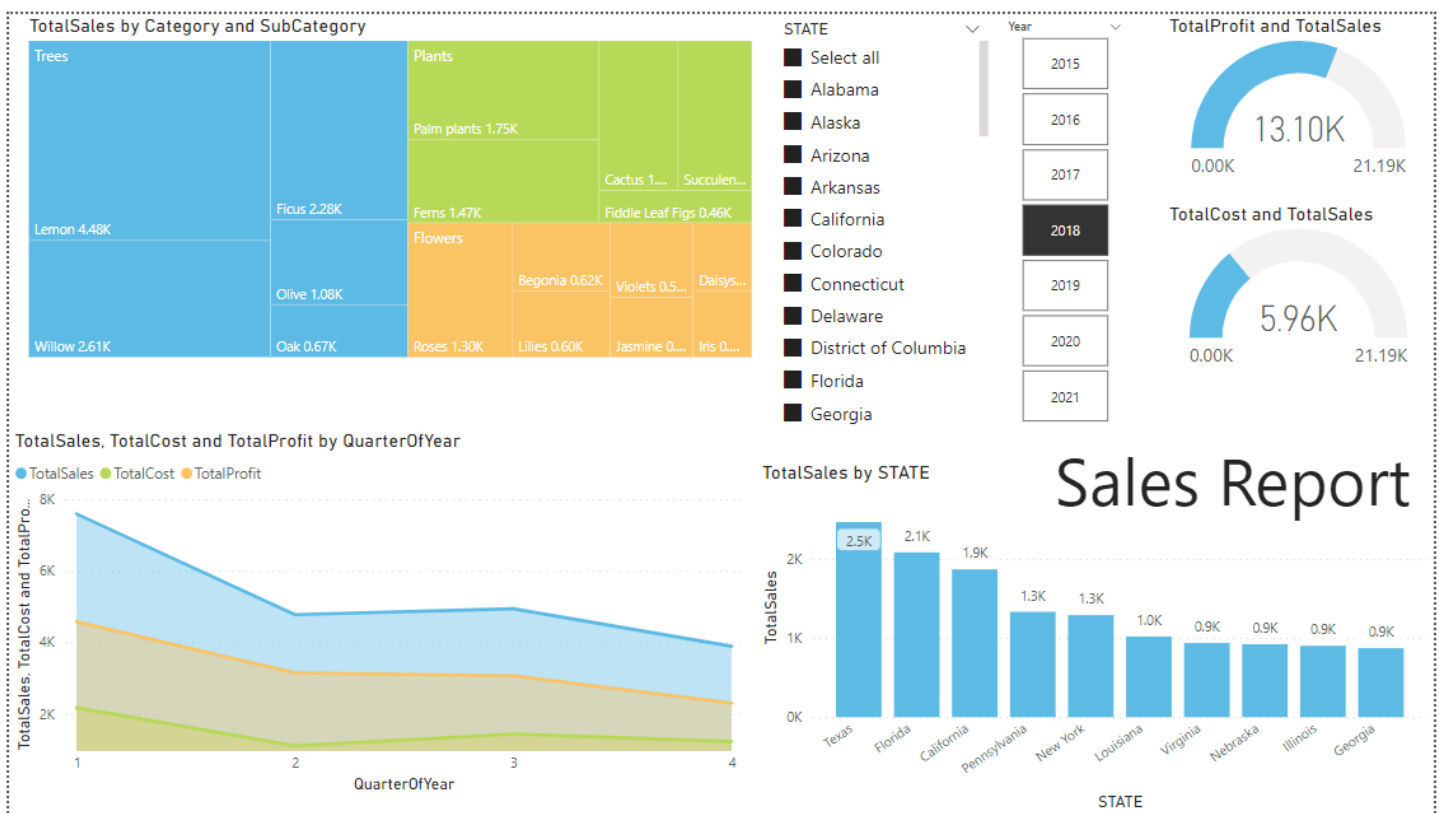 TotalSales by Category and SubCategory
Trees
Lemon 4.48K
Willow 2.61K
Ficus 2.28K
Olive 1.08K
Oak 0.67K
Plants
Palm plants 1.75K
Ferns 1.47K
Cactus 1....
Succulen...
Fiddle Leaf Figs 0.46K
Flowers
Roses 1.30K
Begonia 0.62K
Lilies 0.60K
Violets 0.5...
Jasmine 0....
Daisys...
Iris 0....
STATE
Select all
Alabama
Alaska
Arizona
Arkansas
California
Colorado
Connecticut
Delaware
District of Columbia
Florida
Georgia
Year
2015
2016
2017
2018
2019
2020
2021
TotalProfit and TotalSales
13.10K
0.00K 21.19K
TotalCost and TotalSales
5.96K
0.00K 21.19K
TotalSales, TotalCost and TotalProfit by QuarterOfYear
TotalSales TotalCost TotalProfit
TotalSales, TotalCost and TotalPro...
8K
6K
4K
2K
1 2 3 4
QuarterOfYear
Sales Report
TotalSales by STATE
TotalSales
2K
1K
0K
2.5K 2.1K 1.9K 1.3K 1.3K 1.0K 0.9K 0.9K 0.9K 0.9K
Texas Florida California Pennsylvania New York Louisiana Virginia Nebraska Illinois Georgia
STATE